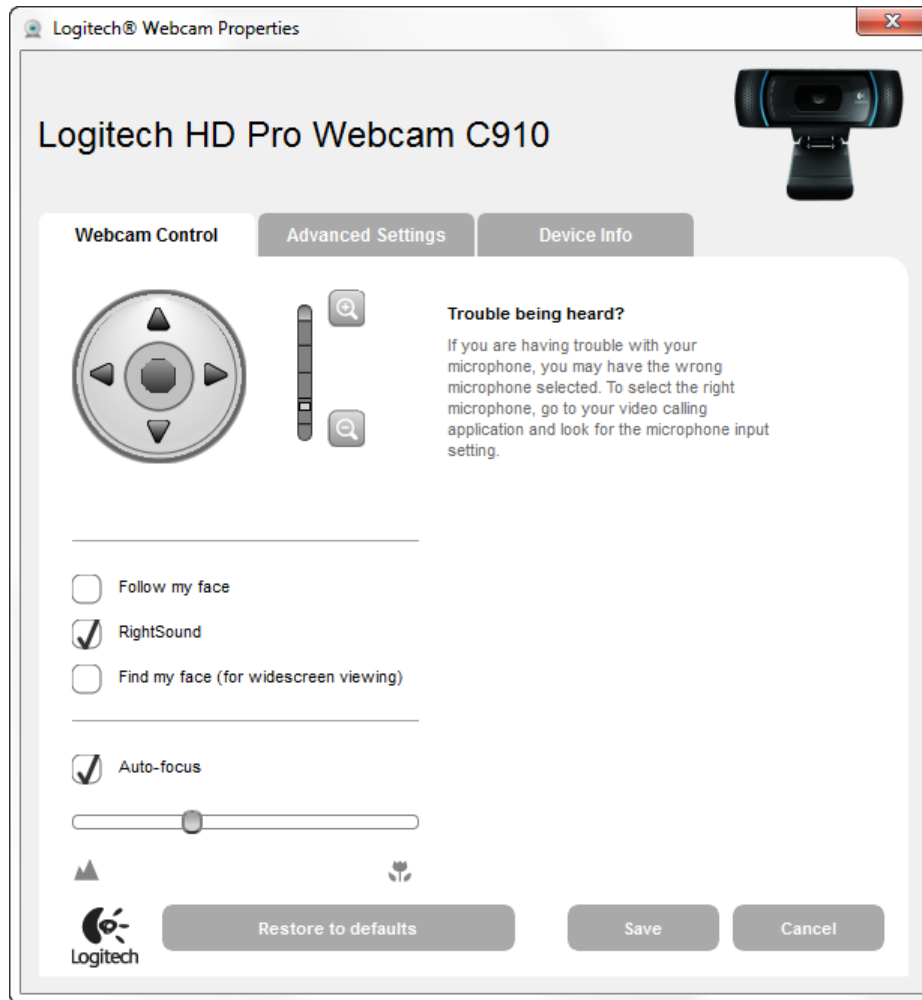 Logitech® Webcam Properties
Logitech HD Pro Webcam C910
Webcam Control
Advanced Settings
Device Info
Trouble being heard?
If you are having trouble with your
microphone, you may have the wrong
microphone selected. To select the right
microphone, go to your video calling
application and look for the microphone input
setting.
Follow my face
RightSound
Find my face (for widescreen viewing)
Auto-focus
Logitech
Restore to defaults
Save
Cancel